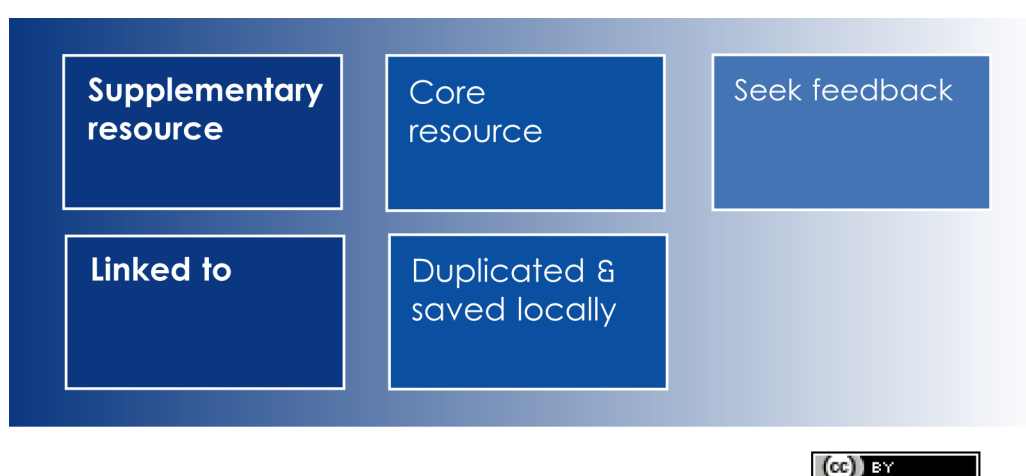 Supplementary
resource
Core
resource
Seek feedback
Linked to
Duplicated &
saved locally
(cc) BY